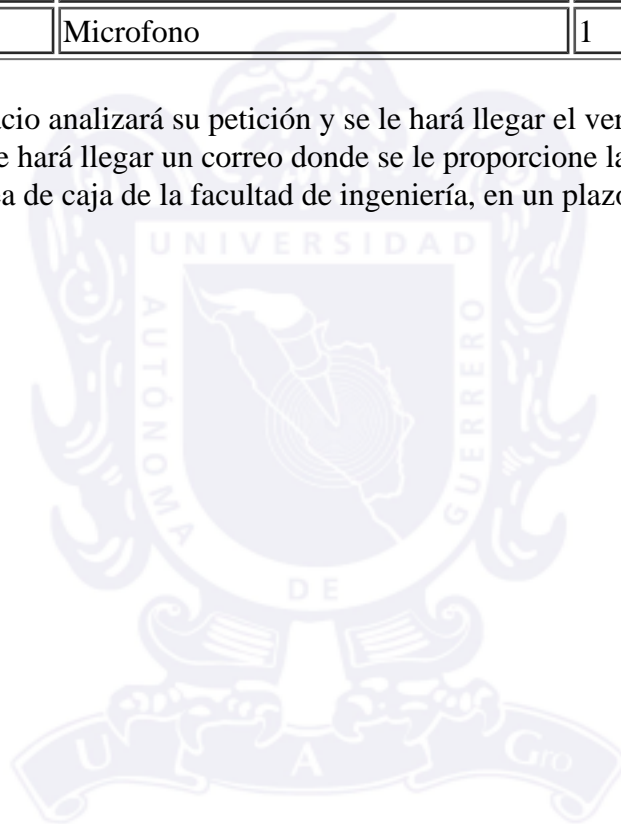 Microfono 1
cio analizará su petición y se le hará llegar el ver
e hará llegar un correo donde se le proporcione la
a de caja de la facultad de ingeniería, en un plazo
UNIVERSIDAD
AUTÓNOMA
GUERRERO
DE
U A Gro